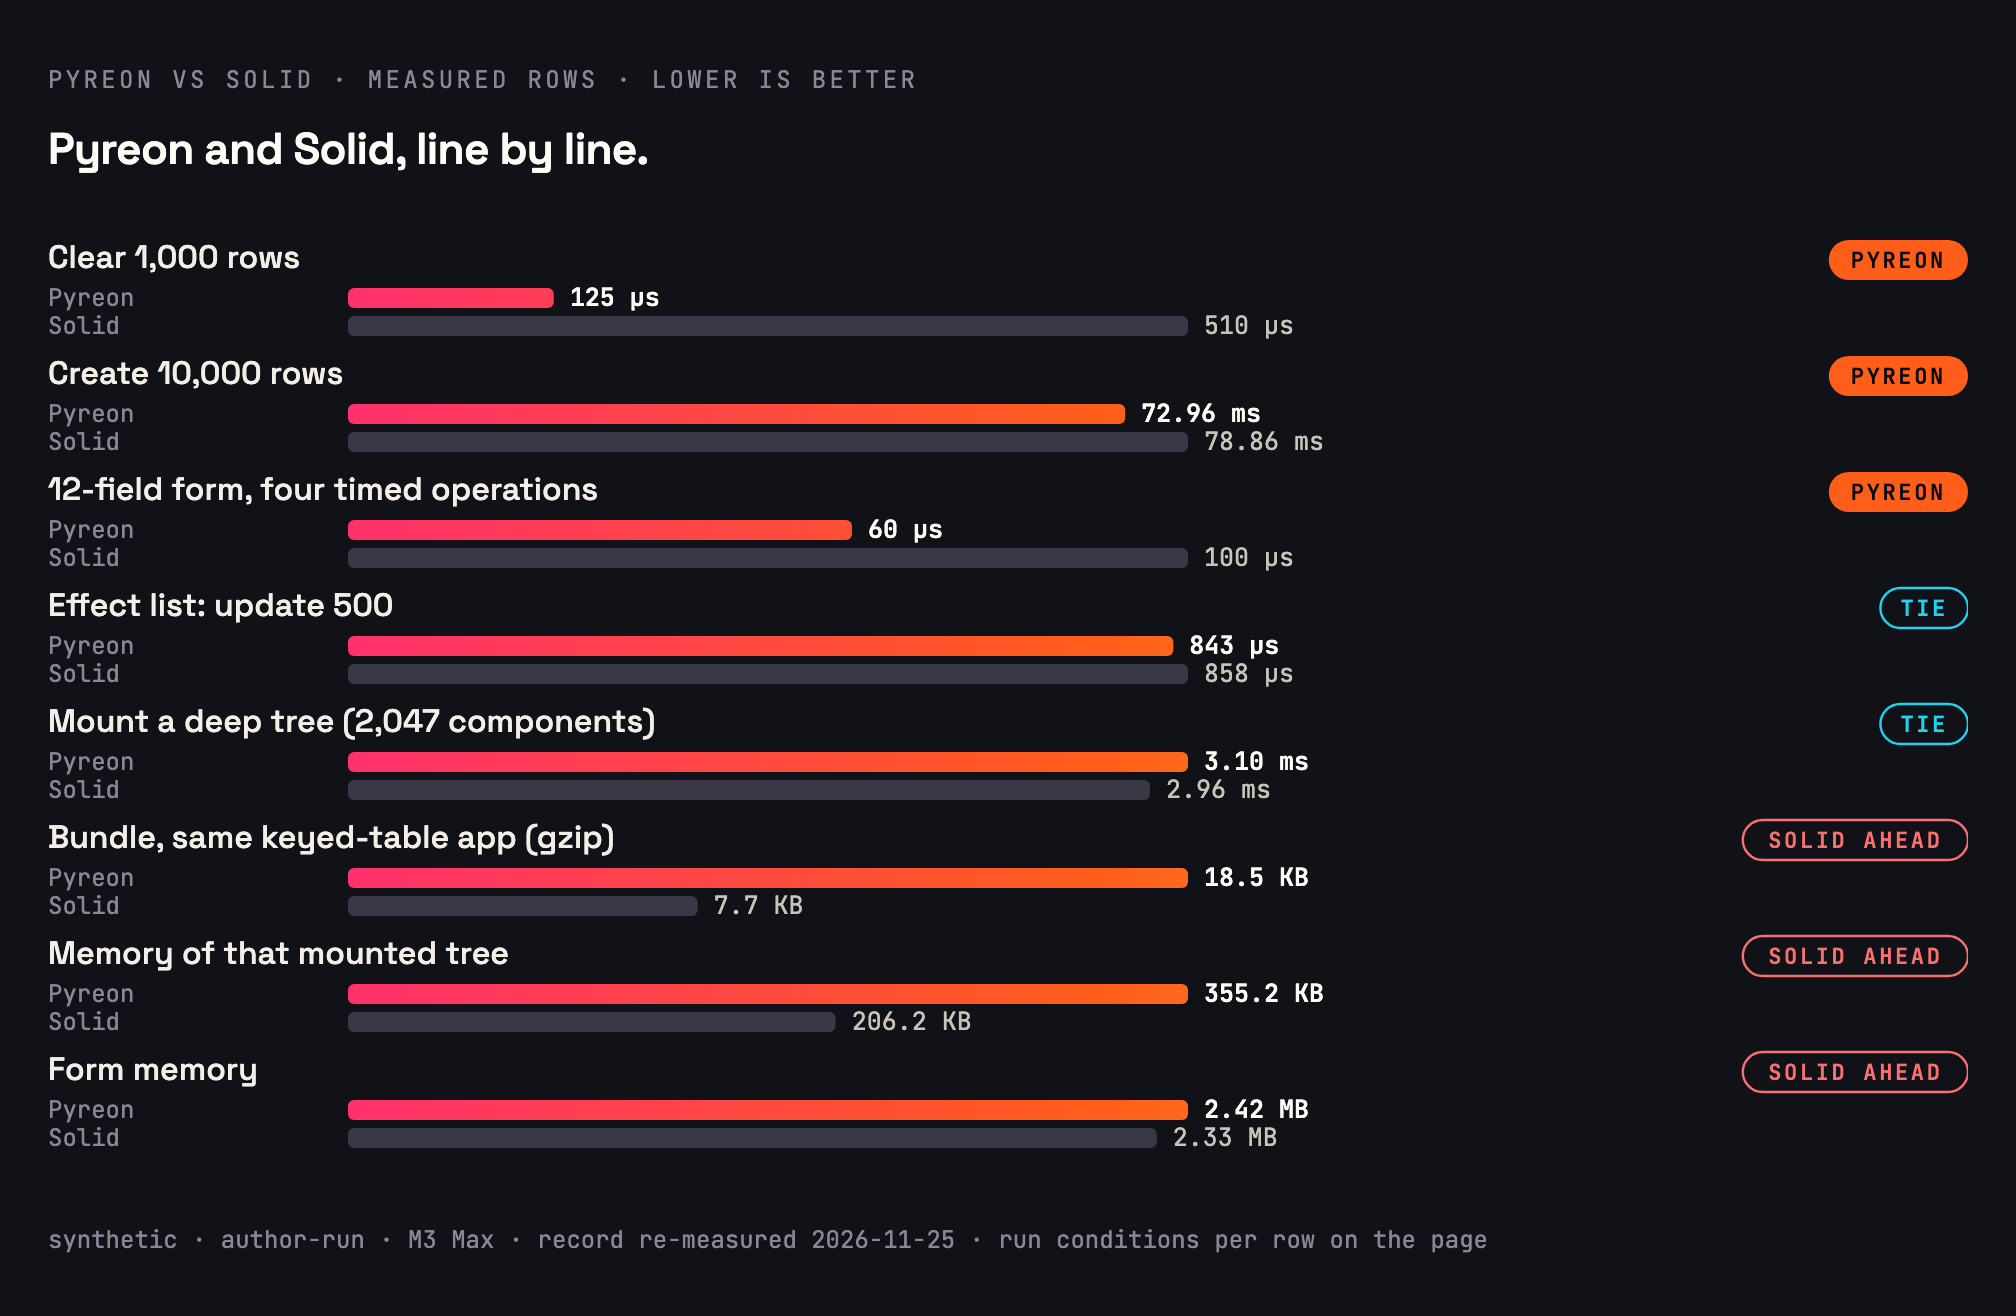 PYREON VS SOLID · MEASURED ROWS · LOWER IS BETTER
Pyreon and Solid, line by line.
Clear 1,000 rows
PYREON
Pyreon 125 µs
Solid 510 µs
Create 10,000 rows
PYREON
Pyreon 72.96 ms
Solid 78.86 ms
12-field form, four timed operations
PYREON
Pyreon 60 µs
Solid 100 µs
Effect list: update 500
TIE
Pyreon 843 µs
Solid 858 µs
Mount a deep tree (2,047 components)
TIE
Pyreon 3.10 ms
Solid 2.96 ms
Bundle, same keyed-table app (gzip)
SOLID AHEAD
Pyreon 18.5 KB
Solid 7.7 KB
Memory of that mounted tree
SOLID AHEAD
Pyreon 355.2 KB
Solid 206.2 KB
Form memory
SOLID AHEAD
Pyreon 2.42 MB
Solid 2.33 MB
synthetic · author-run · M3 Max · record re-measured 2026-11-25 · run conditions per row on the page